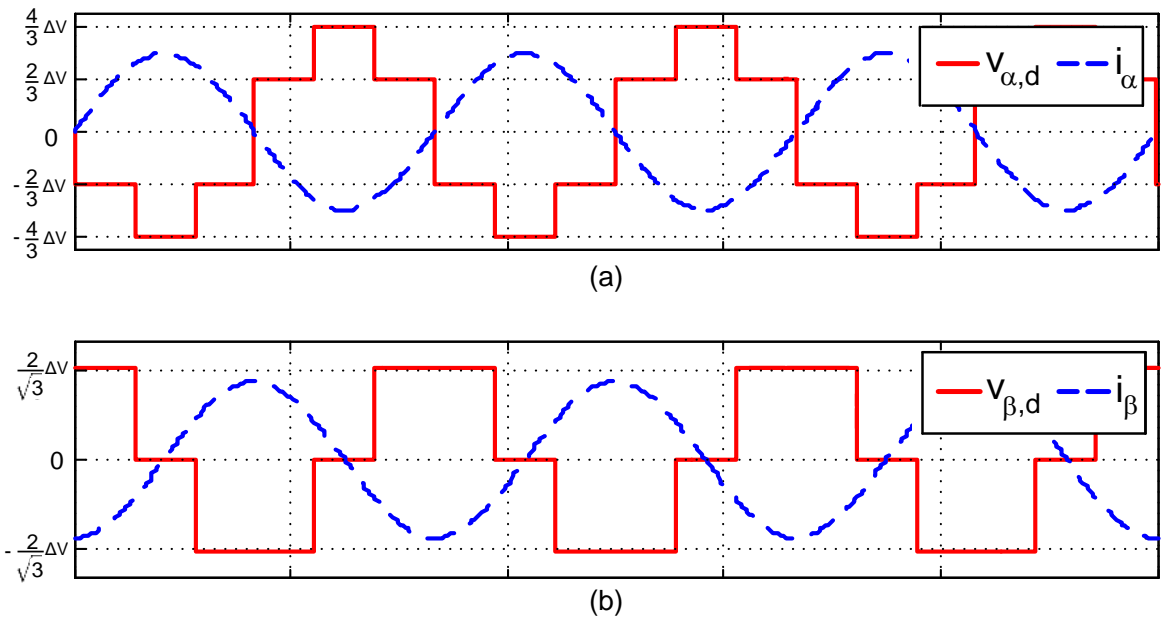 4/3 ΔV
2/3 ΔV
0
-2/3 ΔV
-4/3 ΔV
v α,d i α
(a)
2/√3 ΔV
0
-2/√3 ΔV
v β,d i β
(b)